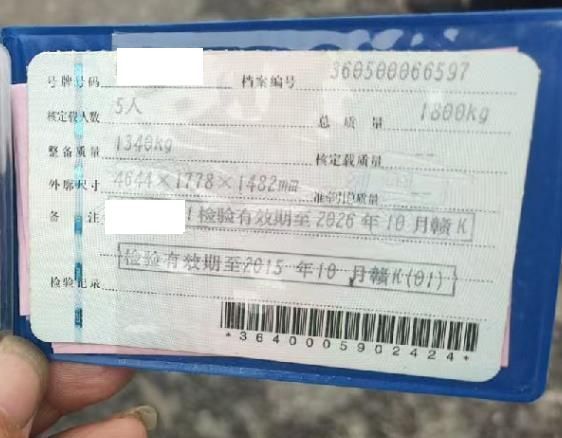 号牌号码 档案编号 360500066597
核定载人数 5人 总质量 1800kg
整备质量 1340kg 核定载质量 --
外廓尺寸 4644×1778×1482mm 准牵引总质量 --
备注 检验有效期至2026年10月赣K
检验有效期至2015年10月赣K(01)
检验记录
*3640005902424*